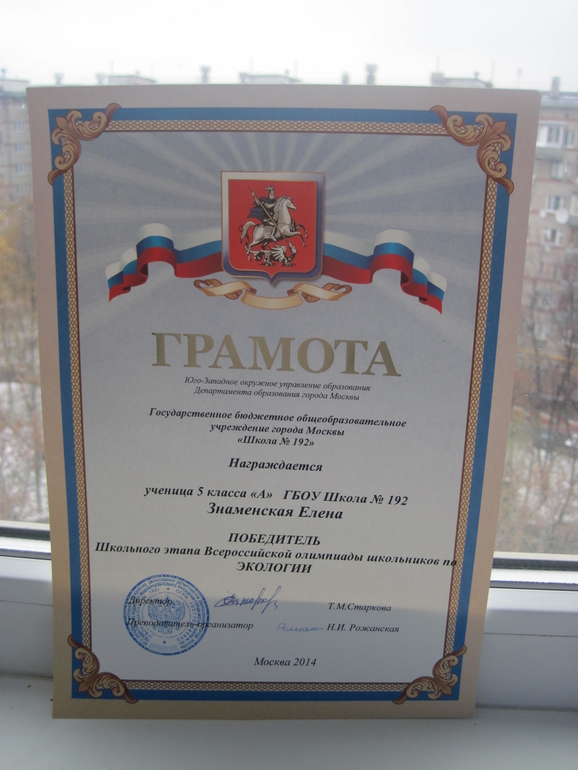 ГРАМОТА
Юго-Западное окружное управление образования
Департамента образования города Москвы
Государственное бюджетное общеобразовательное
учреждение города Москвы
«Школа № 192»
Награждается
ученица 5 класса «А» ГБОУ Школа № 192
Знаменская Елена
ПОБЕДИТЕЛЬ
Школьного этапа Всероссийской олимпиады школьников по
ЭКОЛОГИИ
Директор Т.М.Старкова
Преподаватель-организатор Н.И. Рожанская
Москва 2014